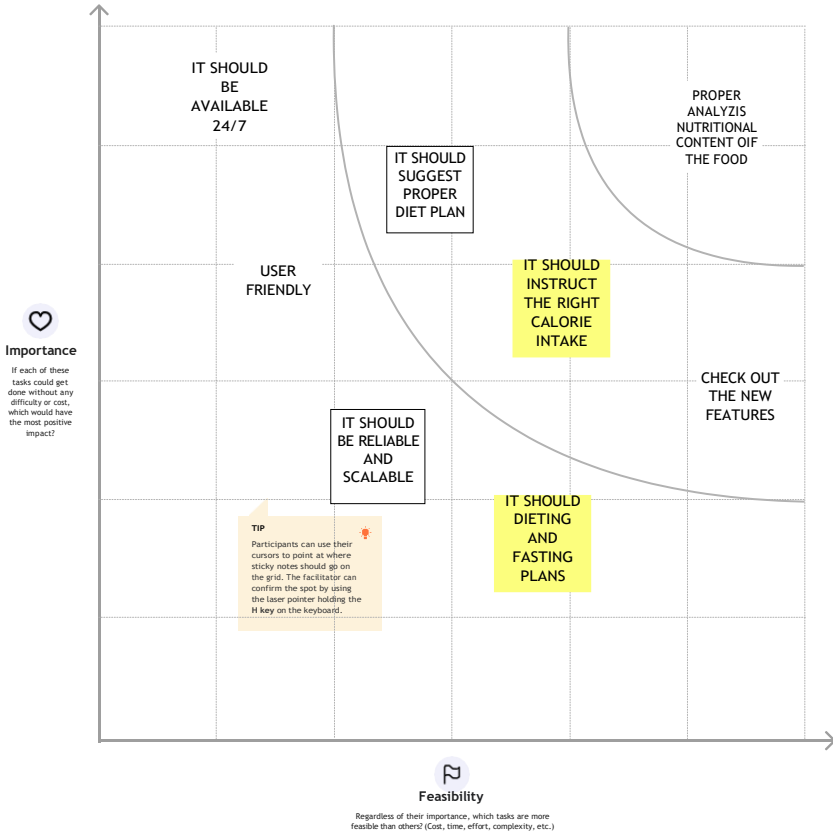 IT SHOULD
BE
AVAILABLE
24/7
PROPER
ANALYZIS
NUTRITIONAL
CONTENT OIF
THE FOOD
IT SHOULD
SUGGEST
PROPER
DIET PLAN
USER
FRIENDLY
IT SHOULD
INSTRUCT
THE RIGHT
CALORIE
INTAKE
Importance
If each of these
tasks could get
done without any
difficulty or cost,
which would have
the most positive
impact?
CHECK OUT
THE NEW
FEATURES
IT SHOULD
BE RELIABLE
AND
SCALABLE
IT SHOULD
DIETING
AND
FASTING
PLANS
TIP
Participants can use their
cursors to point at where
sticky notes should go on
the grid. The facilitator can
confirm the spot by using
the laser pointer holding the
H key on the keyboard.
Feasibility
Regardless of their importance, which tasks are more
feasible than others? (Cost, time, effort, complexity, etc.)